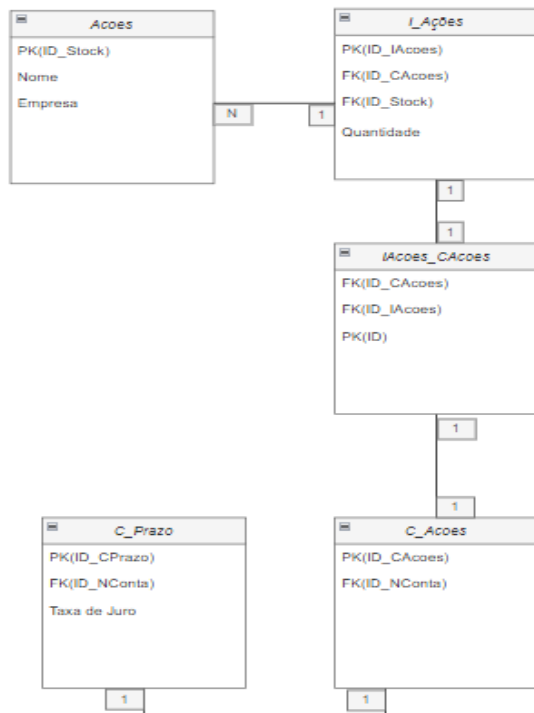 Acoes
PK(ID_Stock)
Nome
Empresa
N
1
I_Ações
PK(ID_IAcoes)
FK(ID_CAcoes)
FK(ID_Stock)
Quantidade
1
1
IAcoes_CAcoes
FK(ID_CAcoes)
FK(ID_IAcoes)
PK(ID)
1
1
C_Prazo
PK(ID_CPrazo)
FK(ID_NConta)
Taxa de Juro
1
C_Acoes
PK(ID_CAcoes)
FK(ID_NConta)
1